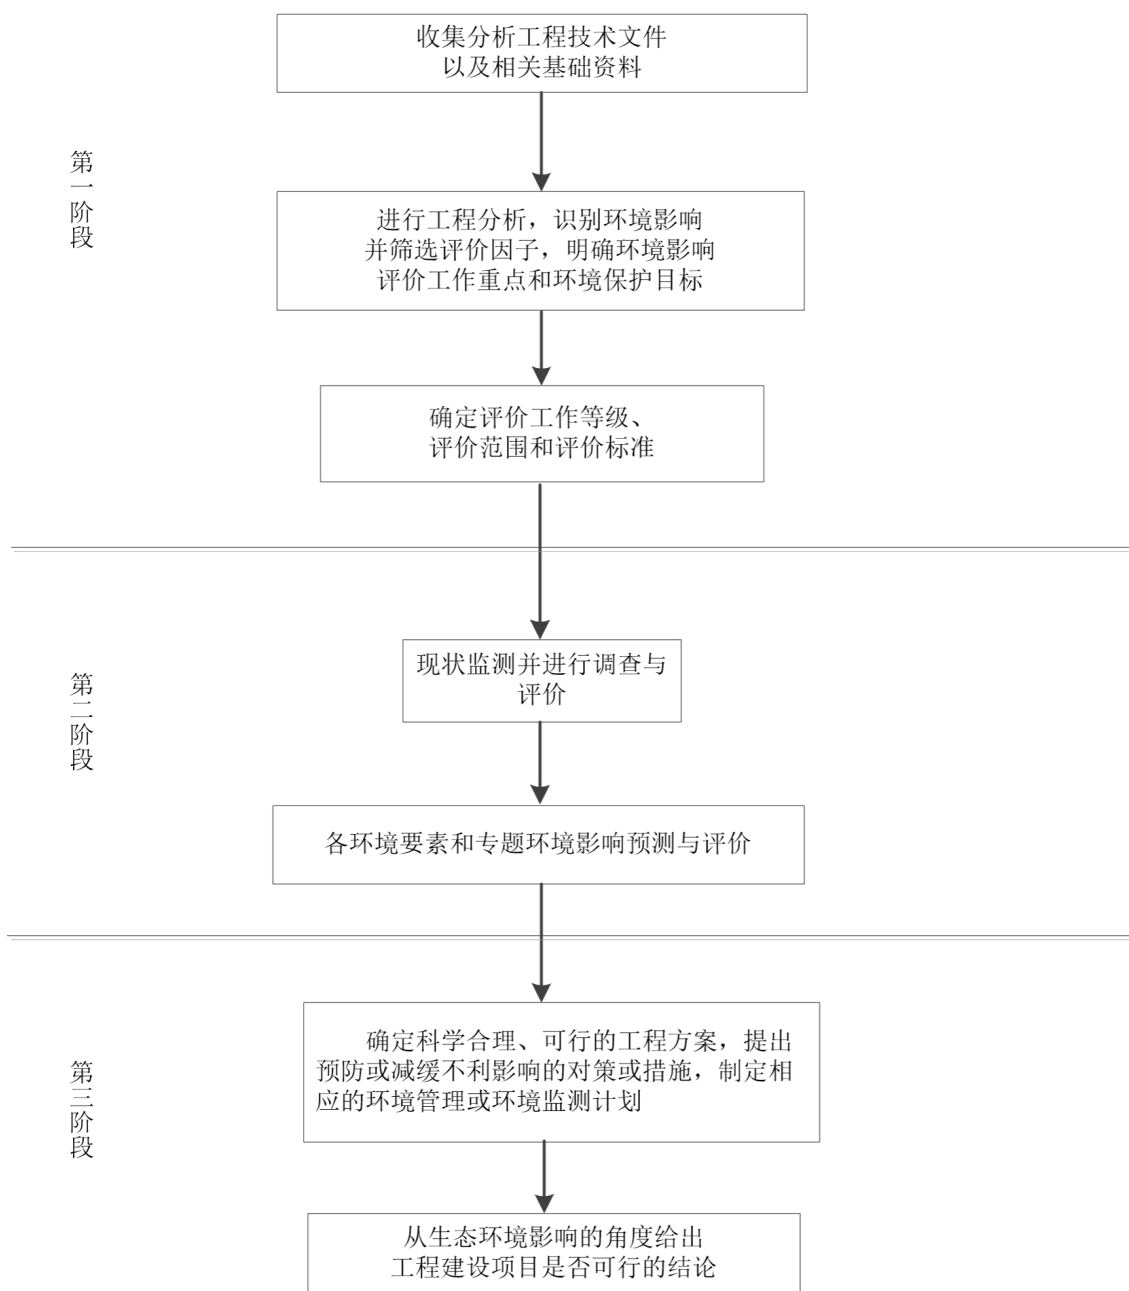 收集分析工程技术文件
以及相关基础资料
第一阶段
进行工程分析，识别环境影响
并筛选评价因子，明确环境影响
评价工作重点和环境保护目标
确定评价工作等级、
评价范围和评价标准
现状监测并进行调查与
评价
第二阶段
各环境要素和专题环境影响预测与评价
确定科学合理、可行的工程方案，提出
预防或减缓不利影响的对策或措施，制定相
应的环境管理或环境监测计划
第三阶段
从生态环境影响的角度给出
工程建设项目是否可行的结论